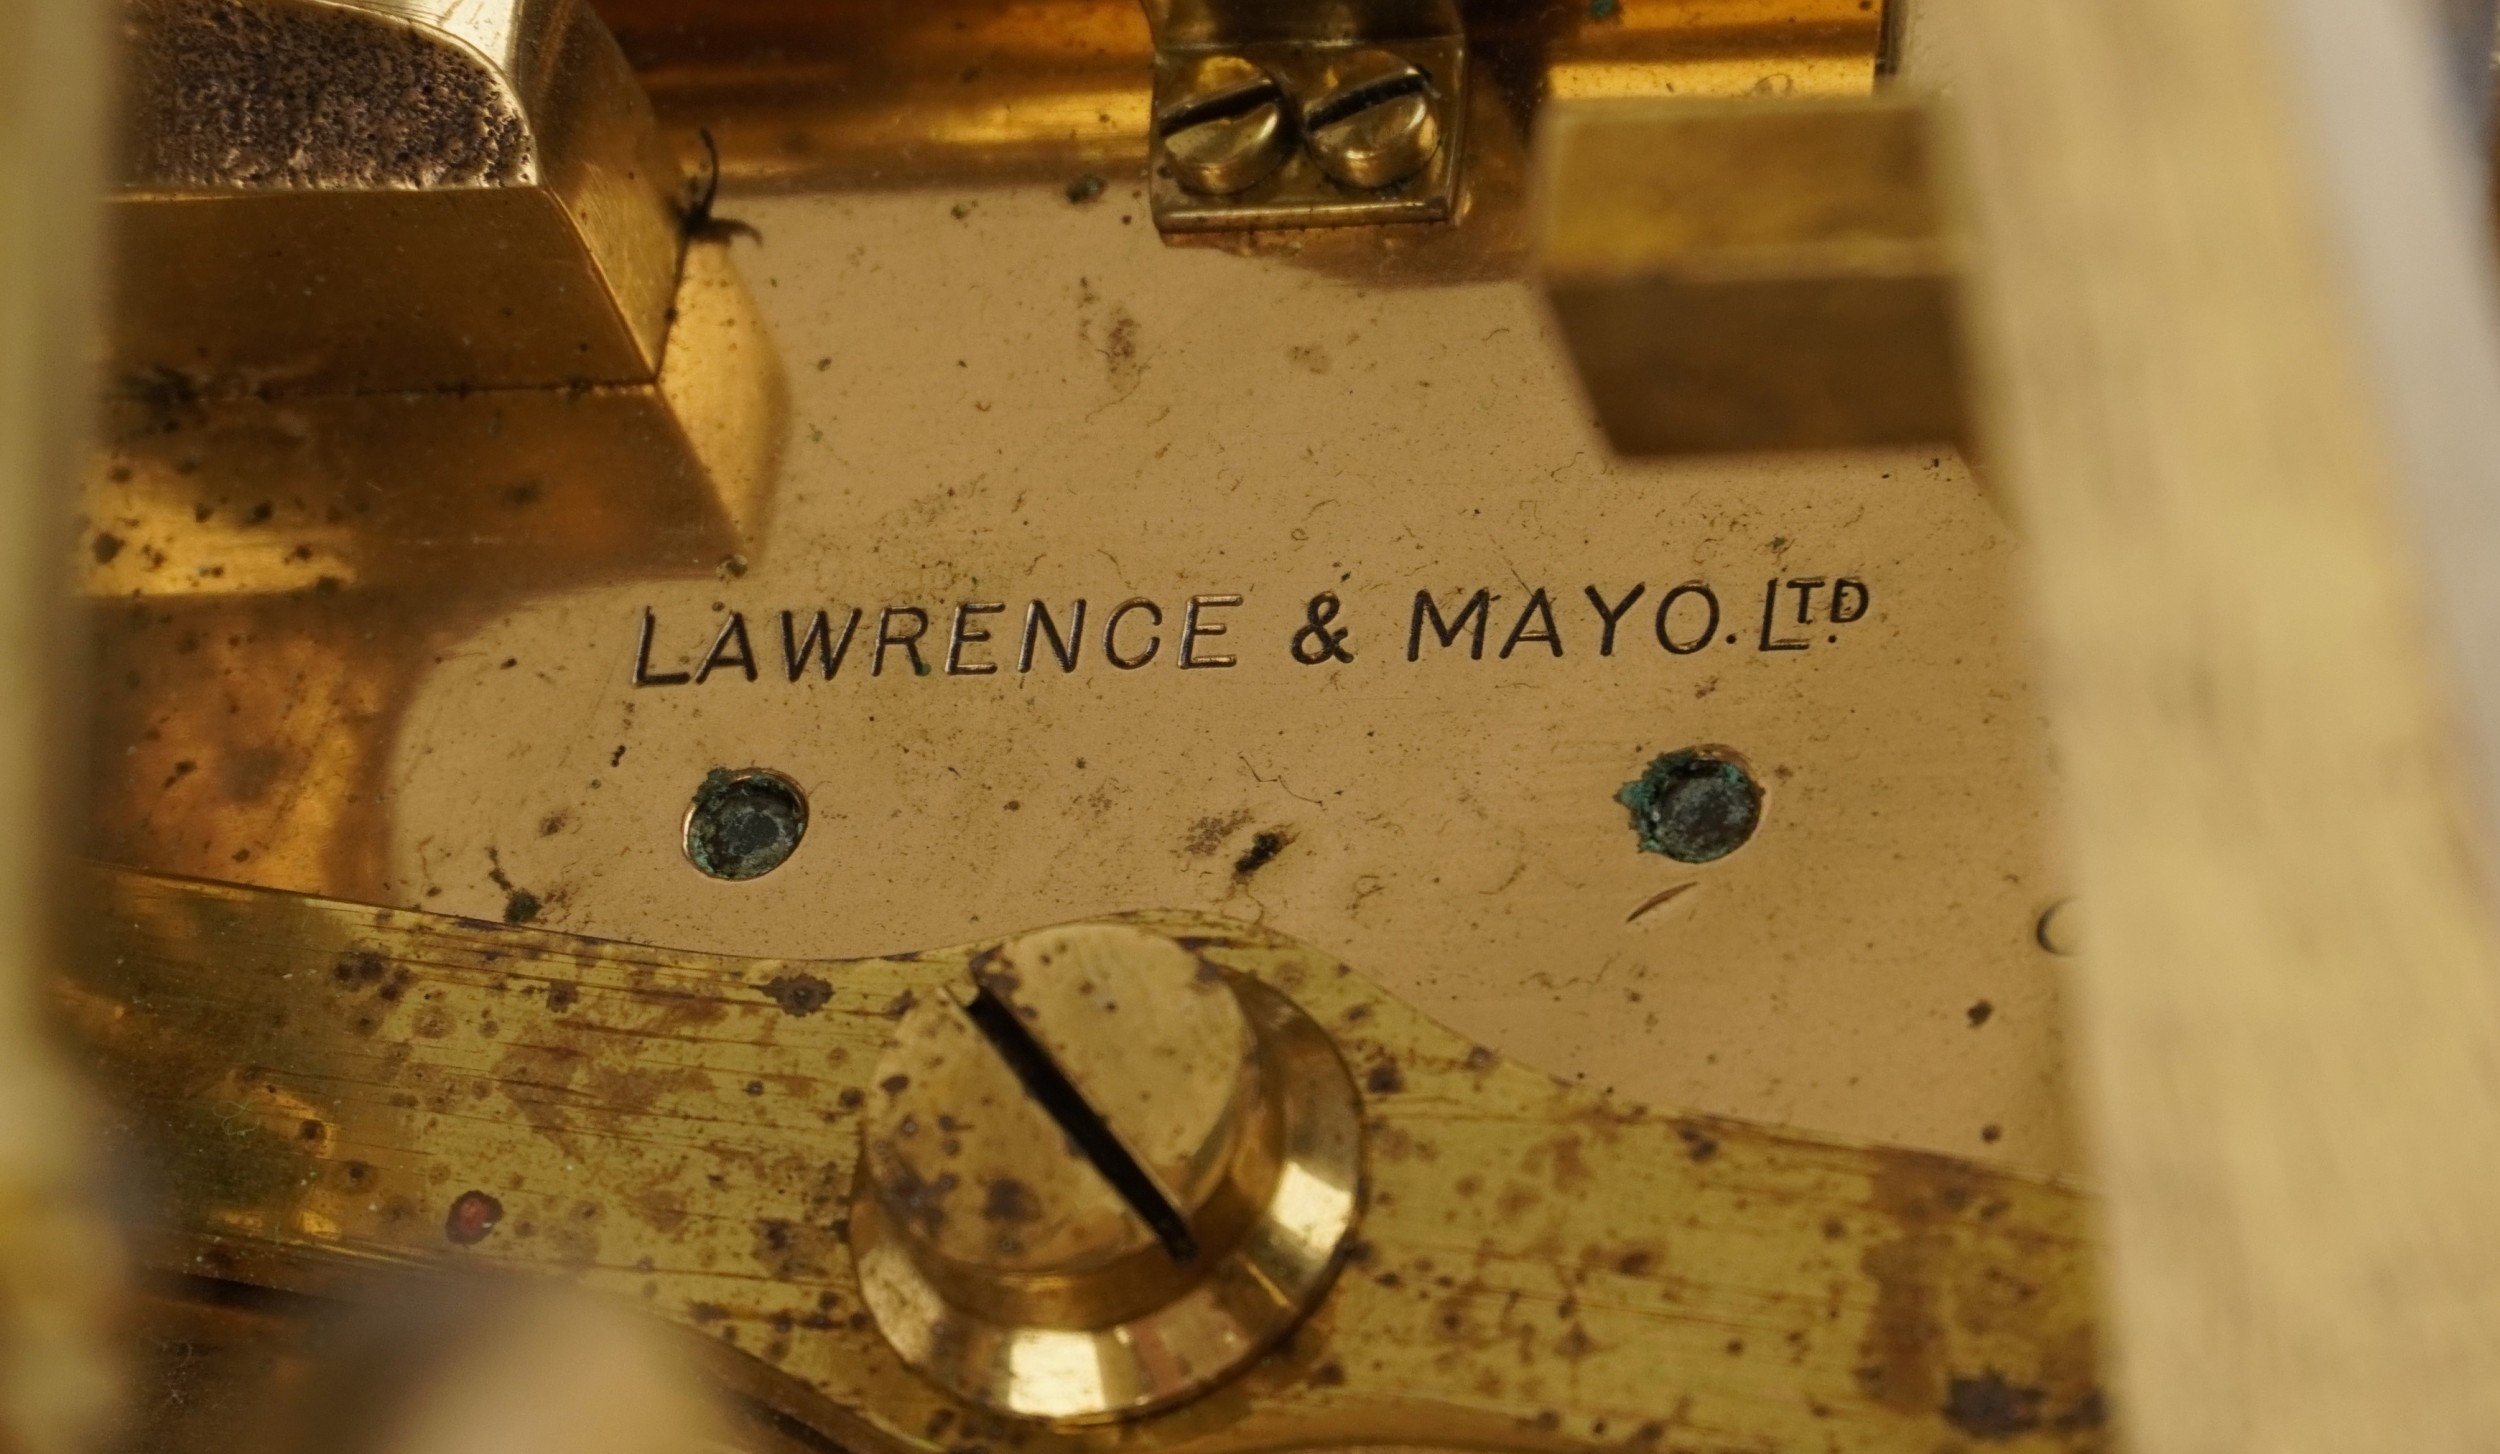 LAWRENCE & MAYO. LTD.